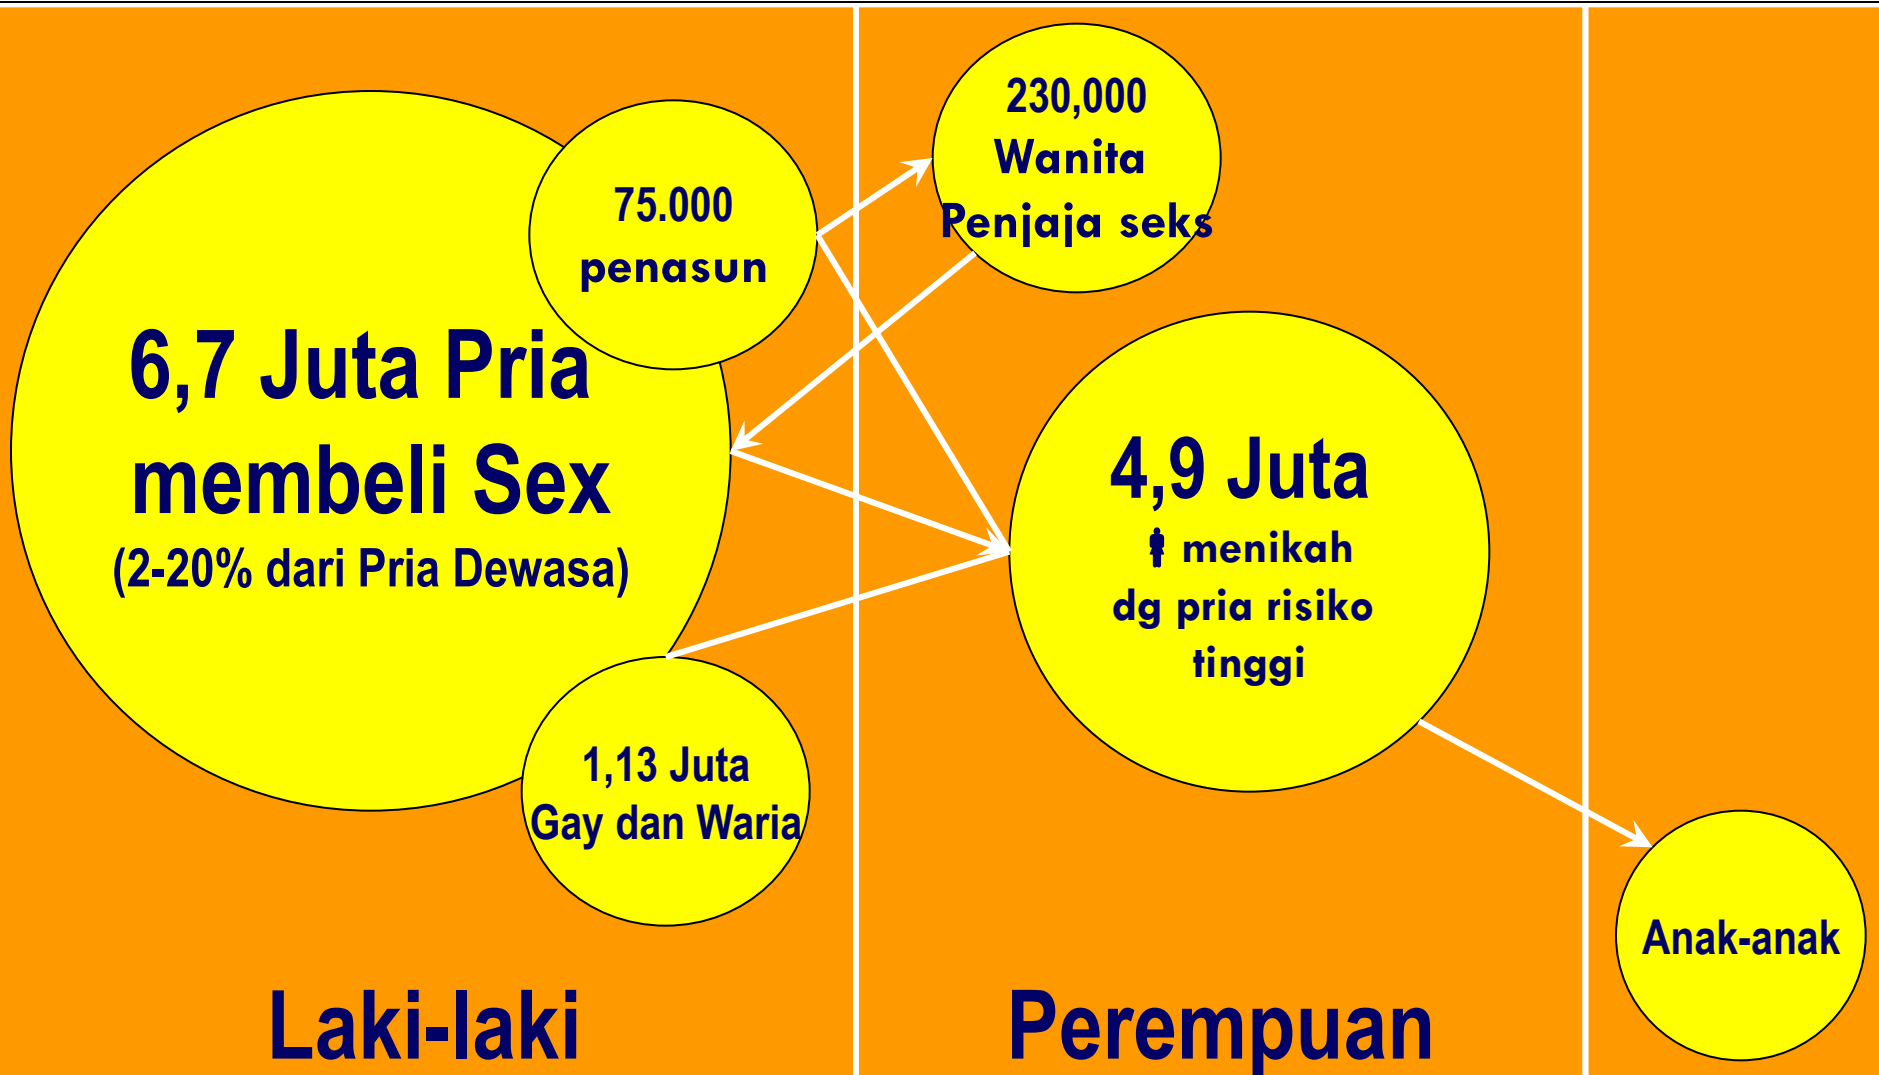 75.000
penasun
6,7 Juta Pria
membeli Sex
(2-20% dari Pria Dewasa)
1,13 Juta
Gay dan Waria
Laki-laki
230,000
Wanita
Penjaja seks
4,9 Juta
menikah
dg pria risiko
tinggi
Perempuan
Anak-anak